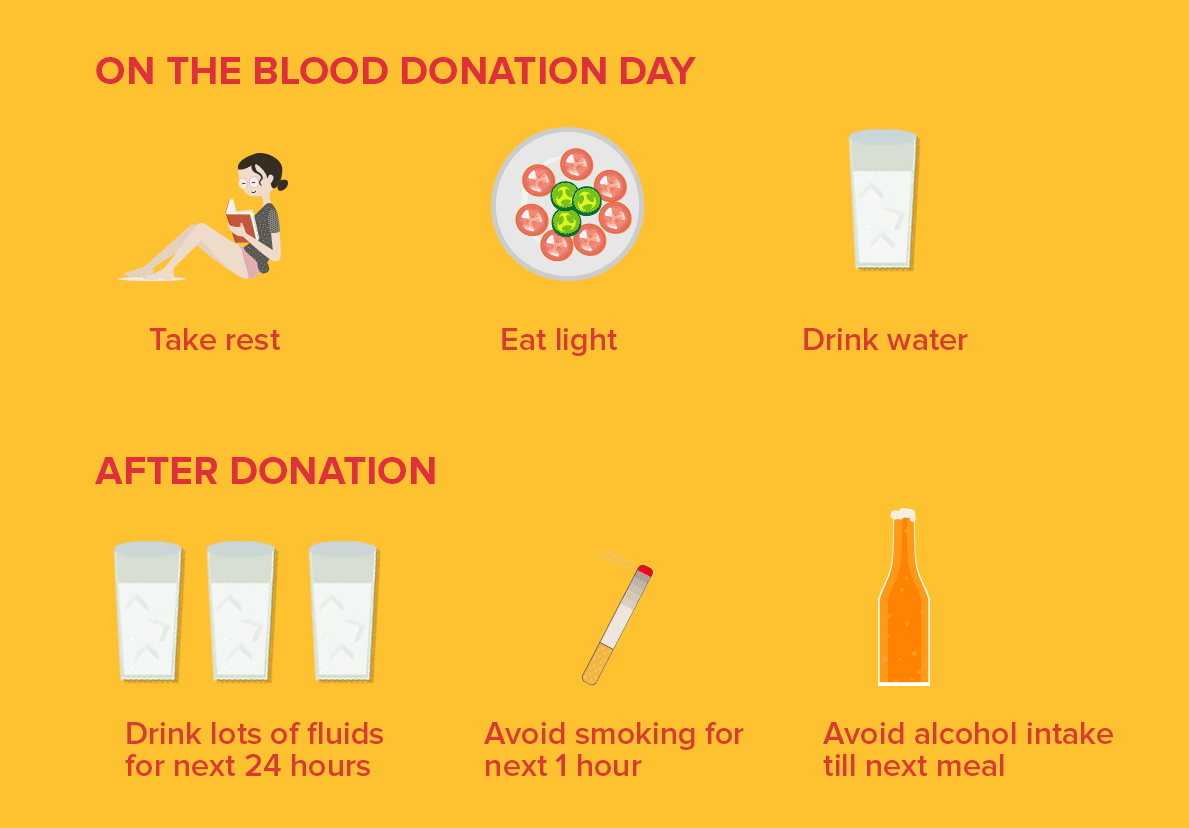 ON THE BLOOD DONATION DAY
Take rest
Eat light
Drink water
AFTER DONATION
Drink lots of fluids
for next 24 hours
Avoid smoking for
next 1 hour
Avoid alcohol intake
till next meal